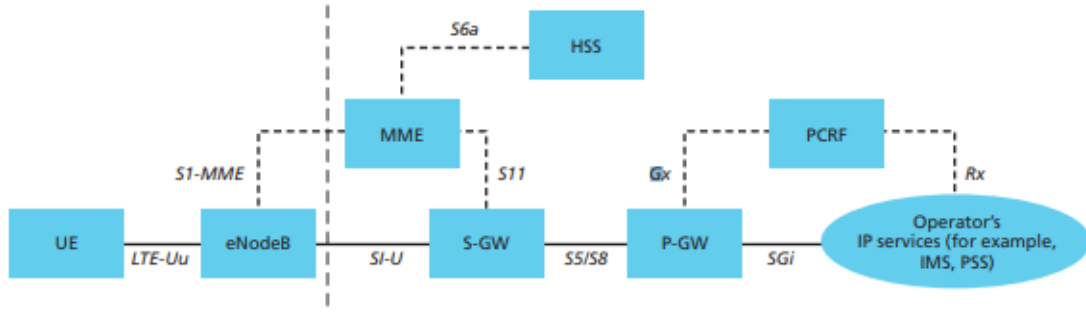 S6a
HSS
MME
PCRF
S1-MME
S11
Gx
Rx
UE
eNodeB
S-GW
P-GW
Operator's
IP services (for example,
IMS, PSS)
LTE-Uu
SI-U
S5/S8
SGi